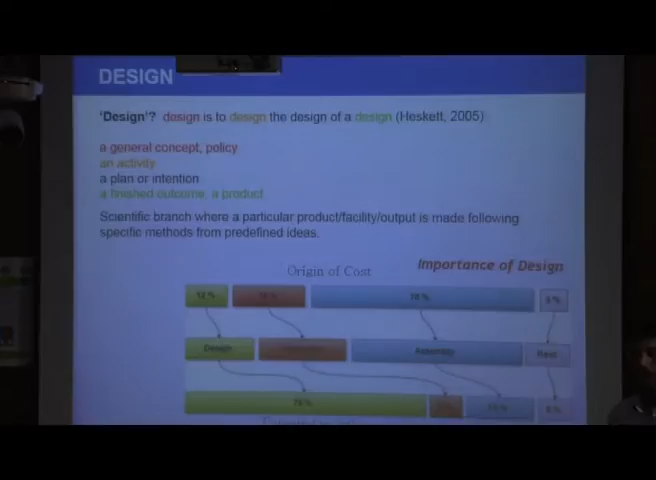 DESIGN
'Design'? design is to design the design of a design (Heskett, 2005)
a general concept, policy
an activity
a plan or intention
a finished outcome, a product
Scientific branch where a particular product/facility/output is made following
specific methods from predefined ideas.
Importance of Design
Origin of Cost
12 %
Design
Assembly